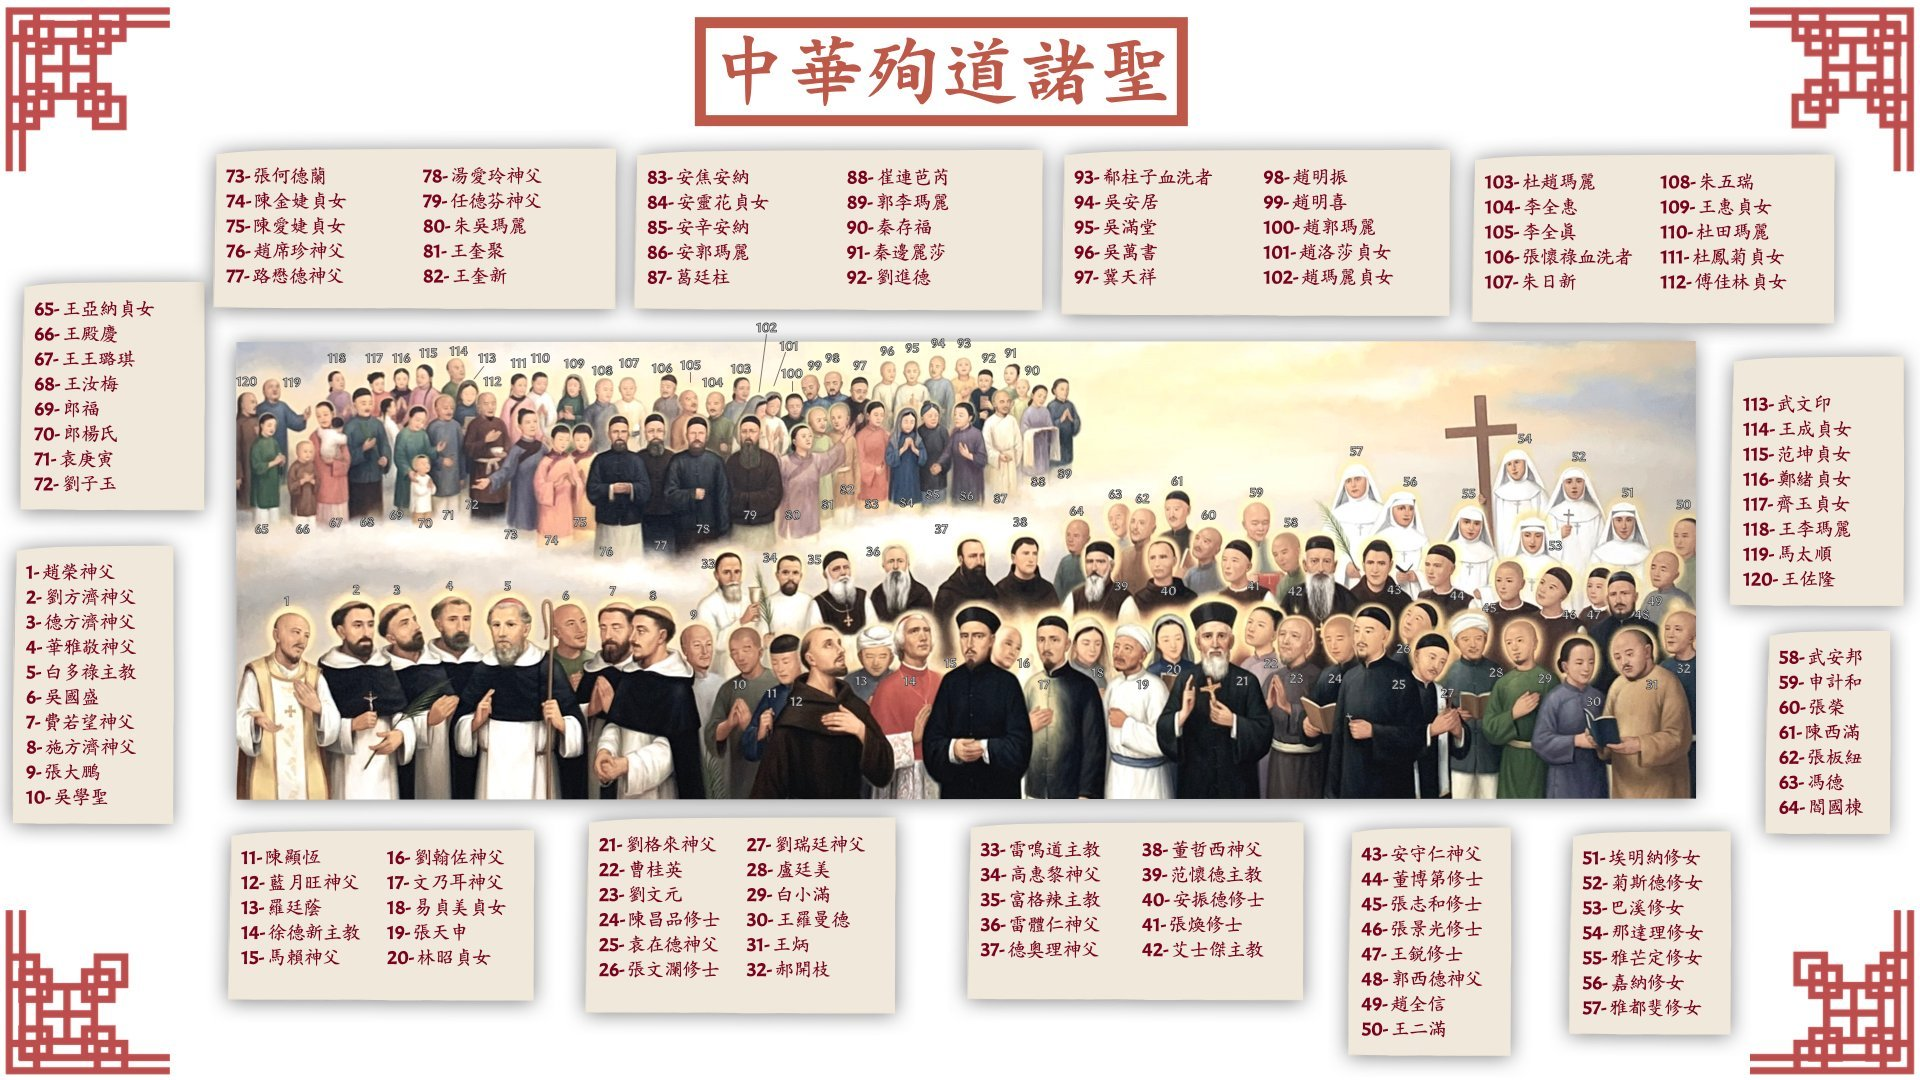 中華殉道諸聖
73-張何德蘭
74-陳金婕貞女
75-陳愛婕貞女
76-趙席珍神父
77-路懋德神父
78-湯愛玲神父
79-任德芬神父
80-朱吳瑪麗
81-王奎聚
82-王奎新
83-安焦安納
84-安靈花貞女
85-安辛安納
86-安郭瑪麗
87-葛廷柱
88-崔連芭芮
89-郭李瑪麗
90-秦存福
91-秦邊麗莎
92-劉進德
93-郗柱子血洗者
94-吳安居
95-吳滿堂
96-吳萬書
97-冀天祥
98-趙明振
99-趙明喜
100-趙郭瑪麗
101-趙洛莎貞女
102-趙瑪麗貞女
103-杜趙瑪麗
104-李全惠
105-李全眞
106-張懷祿血洗者
107-朱日新
108-朱五瑞
109-王惠貞女
110-杜田瑪麗
111-杜鳳菊貞女
112-傅佳林貞女
65-王亞納貞女
66-王殿慶
67-王王璐琪
68-王汝梅
69-郎福
70-郎楊氏
71-袁庚寅
72-劉子玉
113-武文印
114-王成貞女
115-范坤貞女
116-鄭緒貞女
117-齊玉貞女
118-王李瑪麗
119-馬太順
120-王佐隆
1-趙榮神父
2-劉方濟神父
3-德方濟神父
4-華雅敬神父
5-白多祿主教
6-吳國盛
7-費若望神父
8-施方濟神父
9-張大鵬
10-吳學聖
58-武安邦
59-申計和
60-張榮
61-陳西滿
62-張板紐
63-馮德
64-閻國棟
11-陳顯恆
12-藍月旺神父
13-羅廷蔭
14-徐德新主教
15-馬賴神父
16-劉翰佐神父
17-文乃耳神父
18-易貞美貞女
19-張天申
20-林昭貞女
21-劉格來神父
22-曹桂英
23-劉文元
24-陳昌品修士
25-袁在德神父
26-張文瀾修士
27-劉瑞廷神父
28-盧廷美
29-白小滿
30-王羅曼德
31-王炳
32-郝開枝
33-雷鳴道主教
34-高惠黎神父
35-富格辣主教
36-雷體仁神父
37-德奧理神父
38-董哲西神父
39-范懷德主教
40-安振德修士
41-張煥修士
42-艾士傑主教
43-安守仁神父
44-董博第修士
45-張志和修士
46-張景光修士
47-王銳修士
48-郭西德神父
49-趙全信
50-王二滿
51-埃明納修女
52-菊斯德修女
53-巴溪修女
54-那達理修女
55-雅芒定修女
56-嘉納修女
57-雅都斐修女